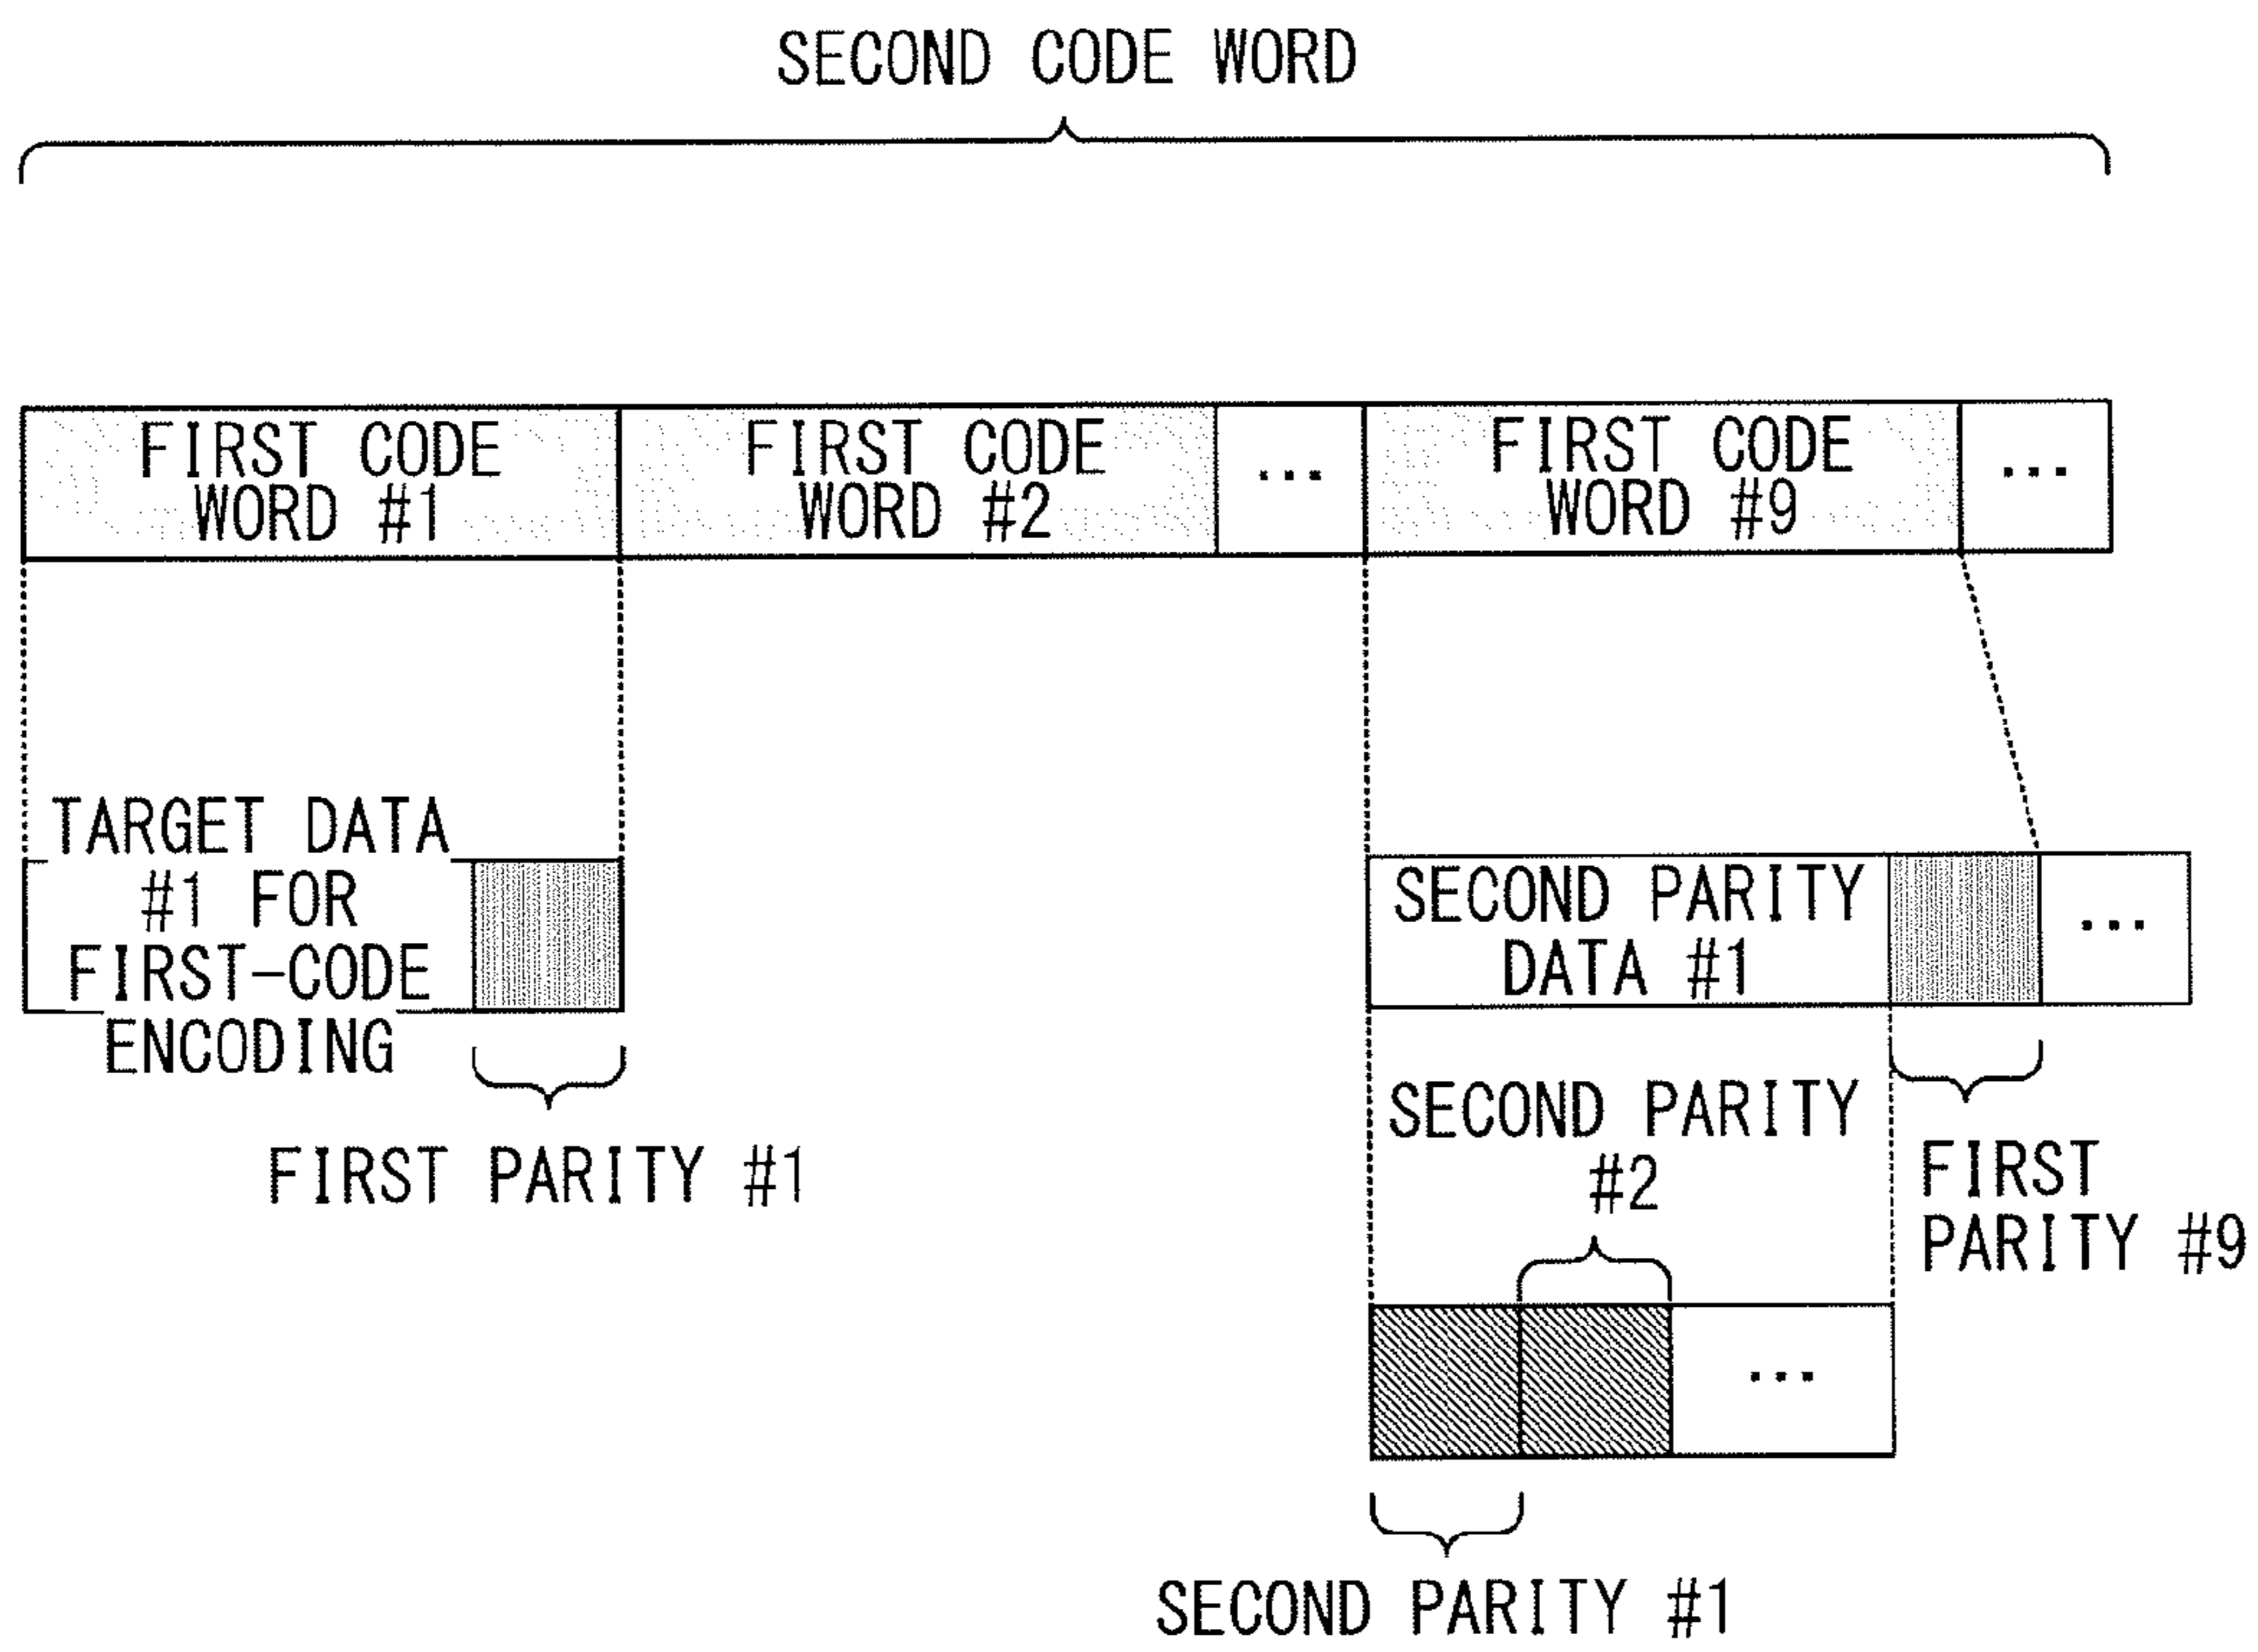 SECOND CODE WORD
FIRST CODE
WORD #1
FIRST CODE
WORD #2
...
FIRST CODE
WORD #9
...
TARGET DATA
#1 FOR
FIRST-CODE
ENCODING
FIRST PARITY #1
SECOND PARITY
DATA #1
...
SECOND PARITY
#2
FIRST
PARITY #9
...
SECOND PARITY #1